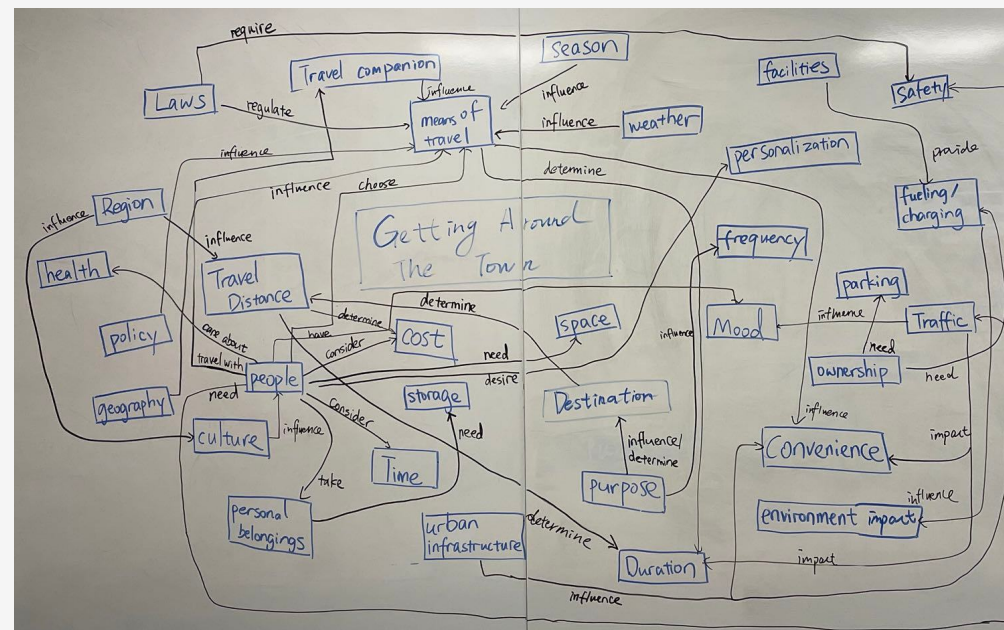 require
season
Travel companion
facilities
Laws
influence
influence
Safety
regulate
means of
travel
influence
weather
influence
personalization
provide
influence
choose
determine
fueling/
charging
influence
Region
influence
Getting Around
The Town
frequency
health
Travel
Distance
determine
parking
care about
determine
have
cost
space
influence
Mood
influence
Traffic
policy
consider
travel with
need
need
ownership
need
people
desire
geography
need
storage
Destination
Consider
influence
culture
influence
need
influence/
determine
Convenience
impact
Time
take
purpose
influence
personal
belongings
urban
infrastructure
determine
environment impact
Duration
impact
influence